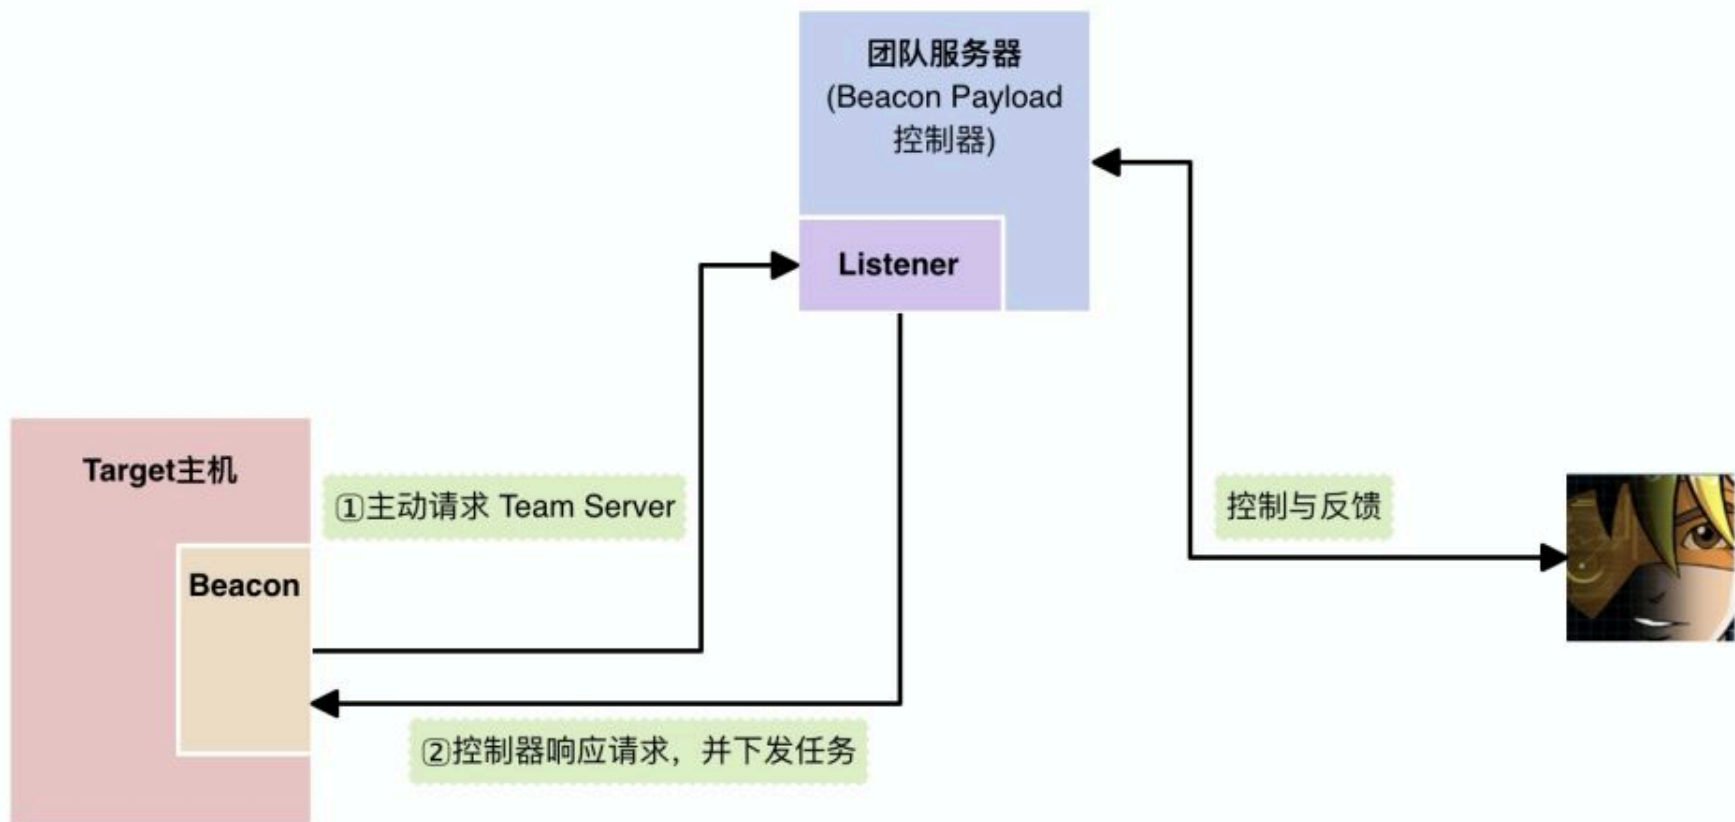 团队服务器
(Beacon Payload
控制器)
Listener
Target主机
①主动请求 Team Server
控制与反馈
Beacon
②控制器响应请求，并下发任务